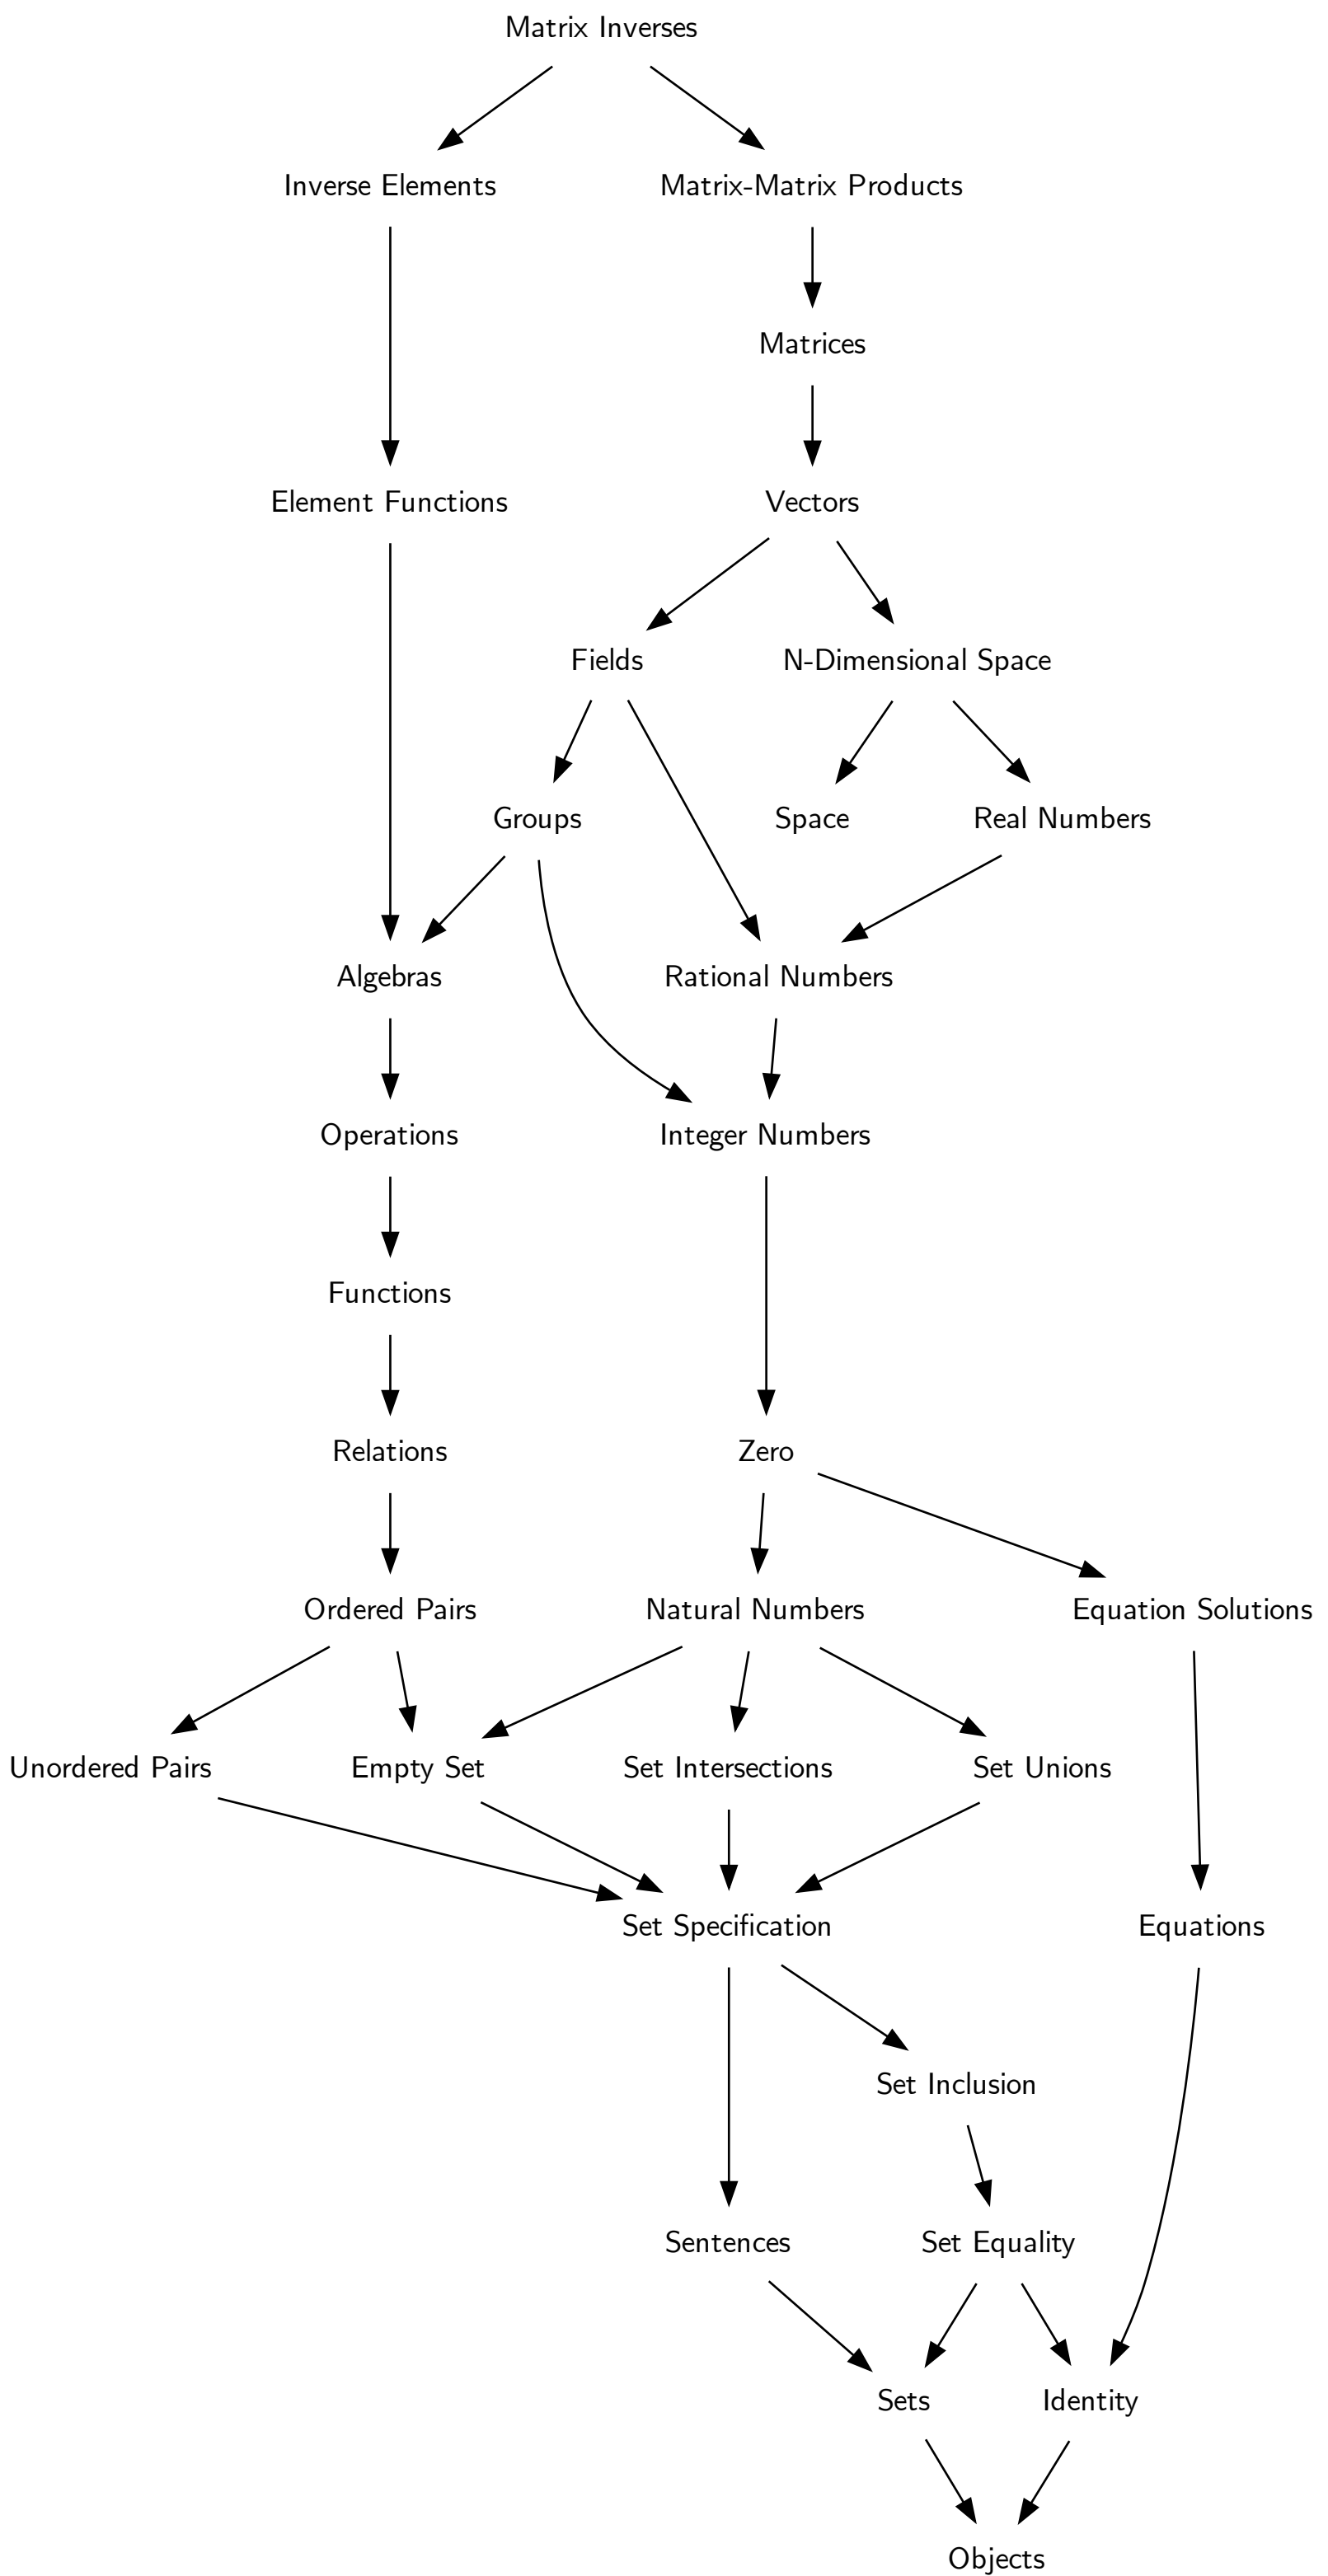 Matrix Inverses
Inverse Elements
Matrix-Matrix Products
Matrices
Element Functions
Vectors
Fields
N-Dimensional Space
Groups
Space
Real Numbers
Algebras
Rational Numbers
Operations
Integer Numbers
Functions
Relations
Zero
Ordered Pairs
Natural Numbers
Equation Solutions
Unordered Pairs
Empty Set
Set Intersections
Set Unions
Set Specification
Equations
Set Inclusion
Sentences
Set Equality
Sets
Identity
Objects